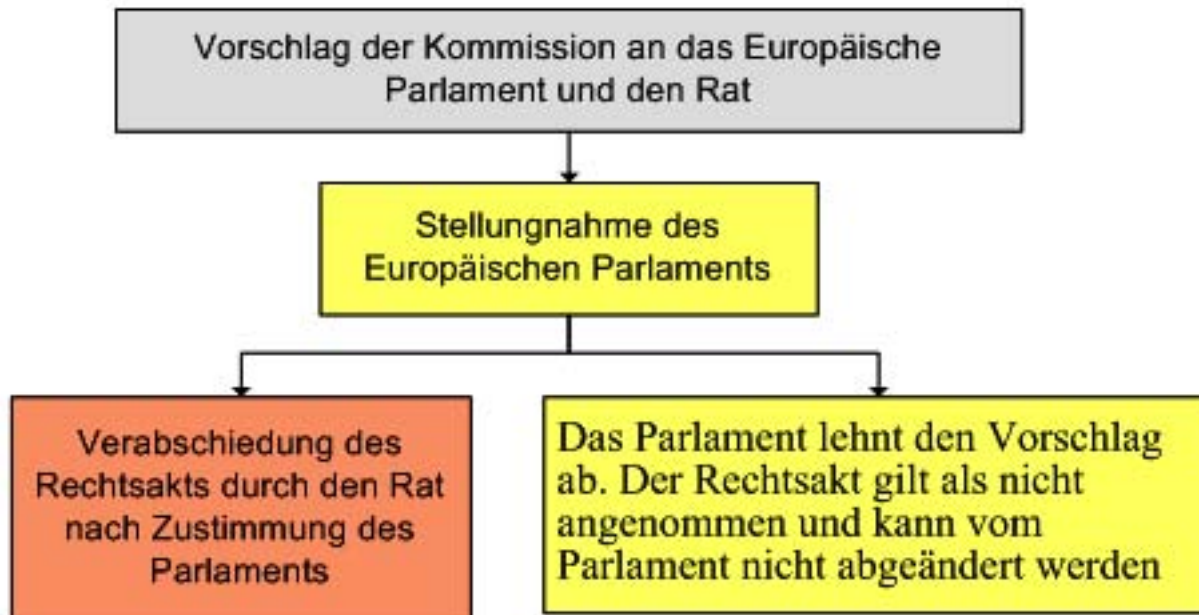 Vorschlag der Kommission an das Europäische
Parlament und den Rat
Stellungnahme des
Europäischen Parlaments
Verabschiedung des
Rechtsakts durch den Rat
nach Zustimmung des
Parlaments
Das Parlament lehnt den Vorschlag
ab. Der Rechtsakt gilt als nicht
angenommen und kann vom
Parlament nicht abgeändert werden